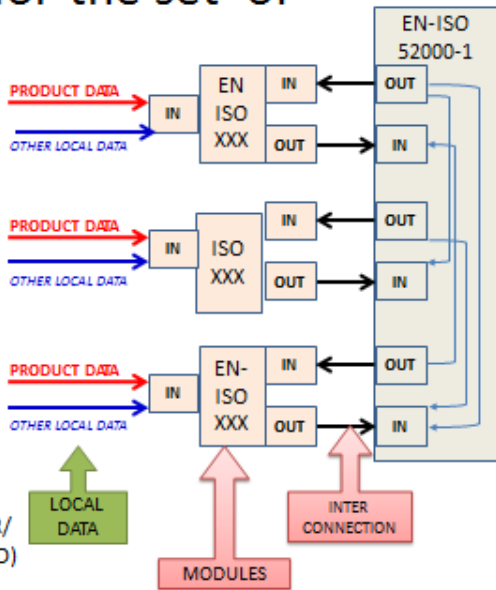 for the set of
EN-ISO
52000-1
PRODUCT DATA
OTHER LOCAL DATA
IN
EN
ISO
XXX
IN
OUT
OUT
IN
PRODUCT DATA
OTHER LOCAL DATA
IN
ISO
XXX
IN
OUT
OUT
IN
PRODUCT DATA
OTHER LOCAL DATA
IN
EN-
ISO
XXX
IN
OUT
OUT
IN
LOCAL
DATA
MODULES
INTER
CONNECTION